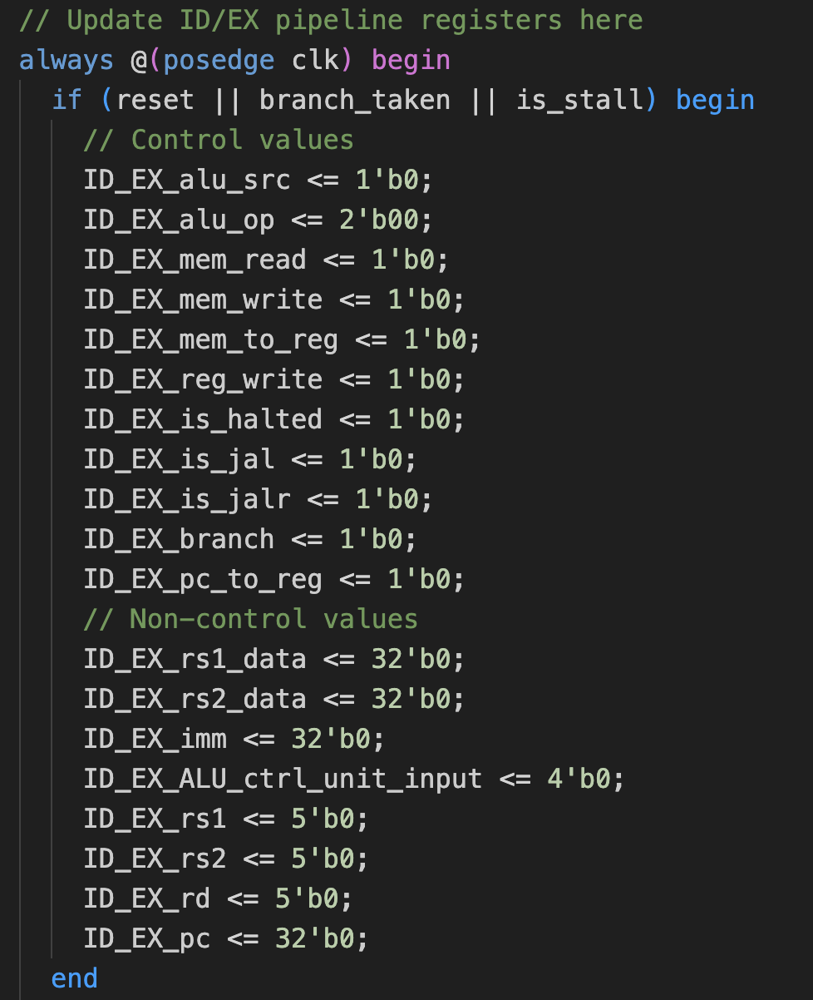 // Update ID/EX pipeline registers here
always @(posedge clk) begin
if (reset || branch_taken || is_stall) begin
// Control values
ID_EX_alu_src <= 1'b0;
ID_EX_alu_op <= 2'b00;
ID_EX_mem_read <= 1'b0;
ID_EX_mem_write <= 1'b0;
ID_EX_mem_to_reg <= 1'b0;
ID_EX_reg_write <= 1'b0;
ID_EX_is_halted <= 1'b0;
ID_EX_is_jal <= 1'b0;
ID_EX_is_jalr <= 1'b0;
ID_EX_branch <= 1'b0;
ID_EX_pc_to_reg <= 1'b0;
// Non-control values
ID_EX_rs1_data <= 32'b0;
ID_EX_rs2_data <= 32'b0;
ID_EX_imm <= 32'b0;
ID_EX_ALU_ctrl_unit_input <= 4'b0;
ID_EX_rs1 <= 5'b0;
ID_EX_rs2 <= 5'b0;
ID_EX_rd <= 5'b0;
ID_EX_pc <= 32'b0;
end